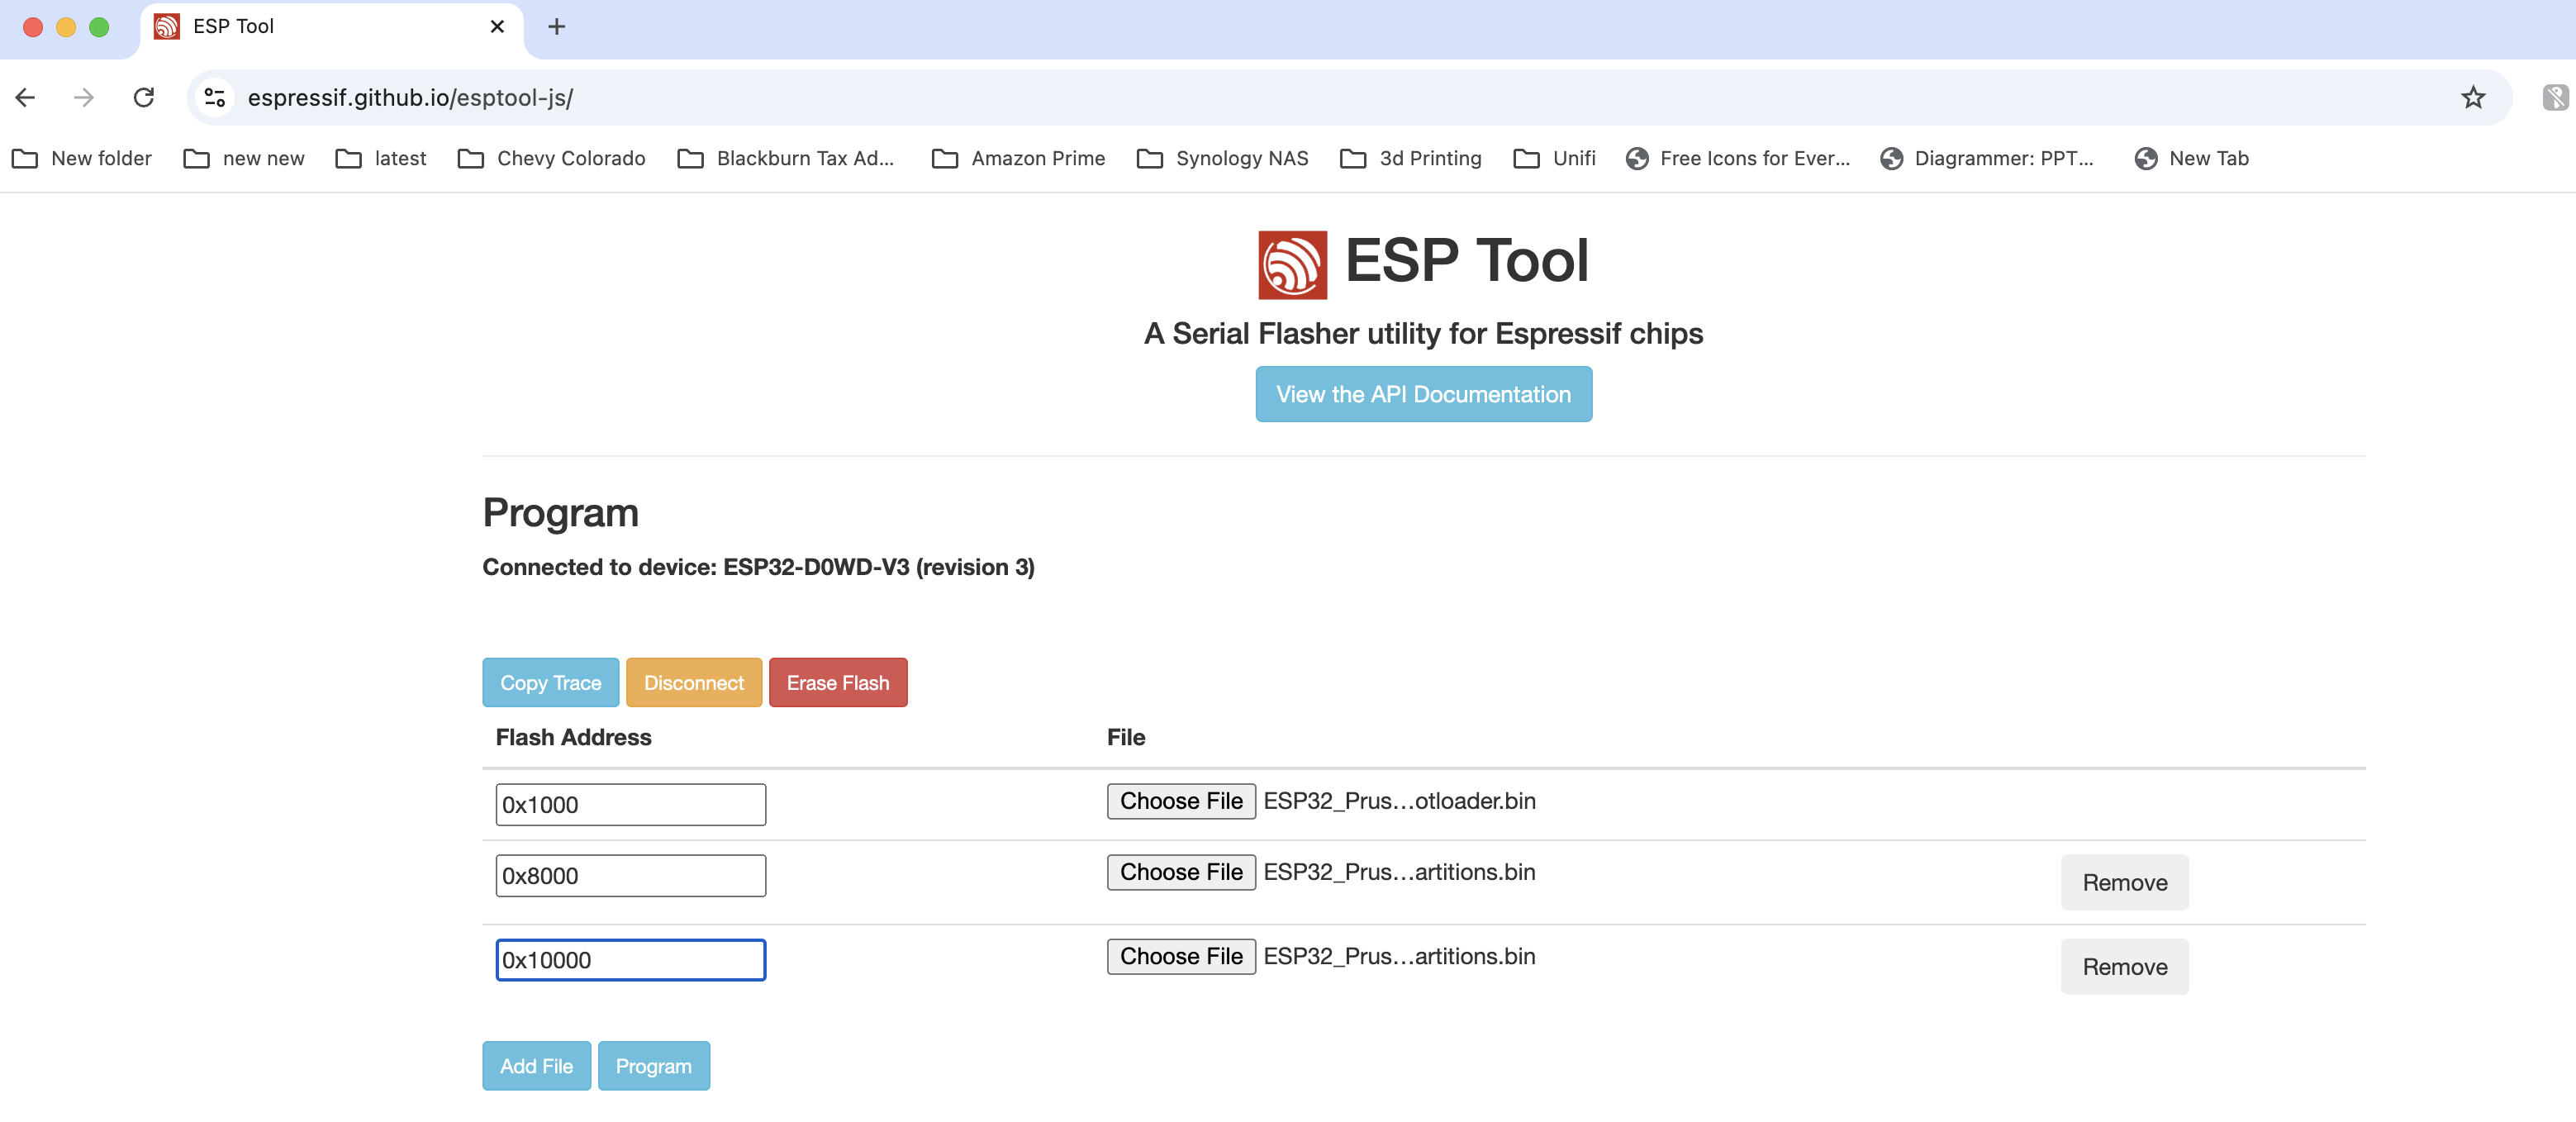 ESP Tool
espressif.github.io/esptool-js/
New folder new new latest Chevy Colorado Blackburn Tax Ad... Amazon Prime Synology NAS 3d Printing Unifi Free Icons for Ever... Diagrammer: PPT... New Tab
ESP Tool
A Serial Flasher utility for Espressif chips
View the API Documentation
Program
Connected to device: ESP32-D0WD-V3 (revision 3)
Copy Trace Disconnect Erase Flash
Flash Address File
0x1000 Choose File ESP32_Prus...otloader.bin
0x8000 Choose File ESP32_Prus...artitions.bin Remove
0x10000 Choose File ESP32_Prus...artitions.bin Remove
Add File Program